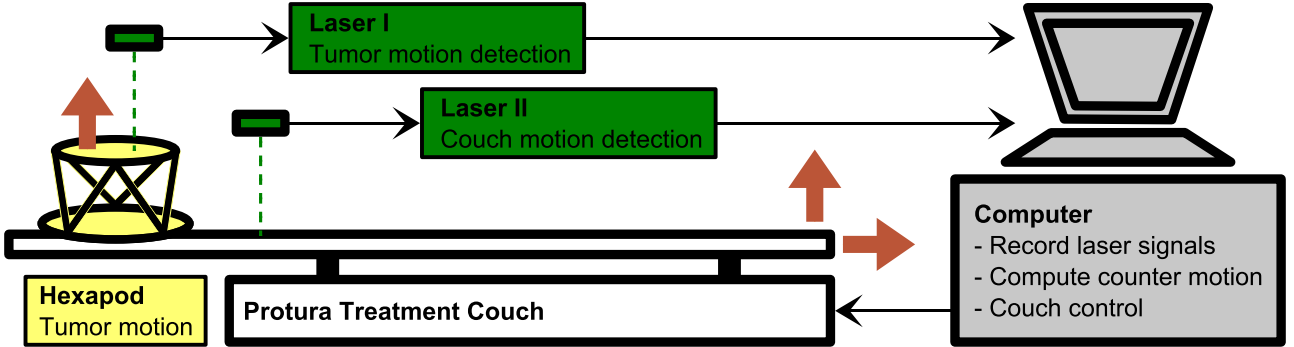 Laser I
Tumor motion detection
Laser II
Couch motion detection
Computer
- Record laser signals
- Compute counter motion
- Couch control
Hexapod
Tumor motion
Protura Treatment Couch